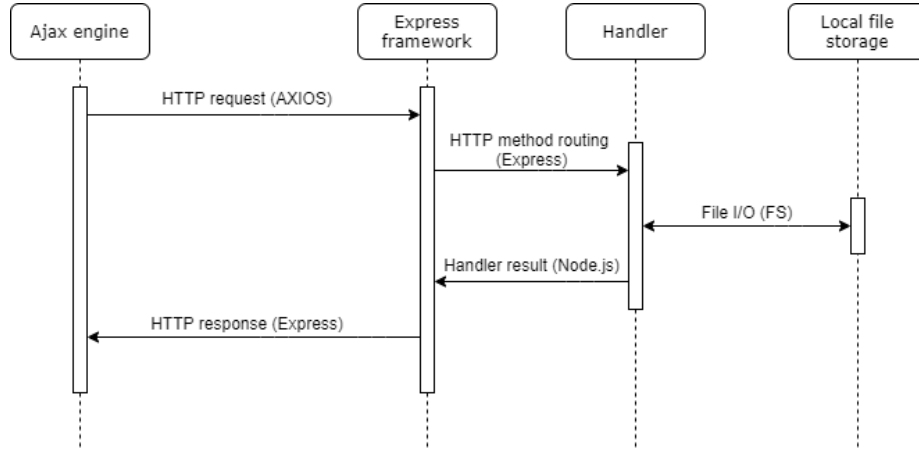 Ajax engine
Express
framework
Handler
Local file
storage
HTTP request (AXIOS)
HTTP method routing
(Express)
File I/O (FS)
Handler result (Node.js)
HTTP response (Express)